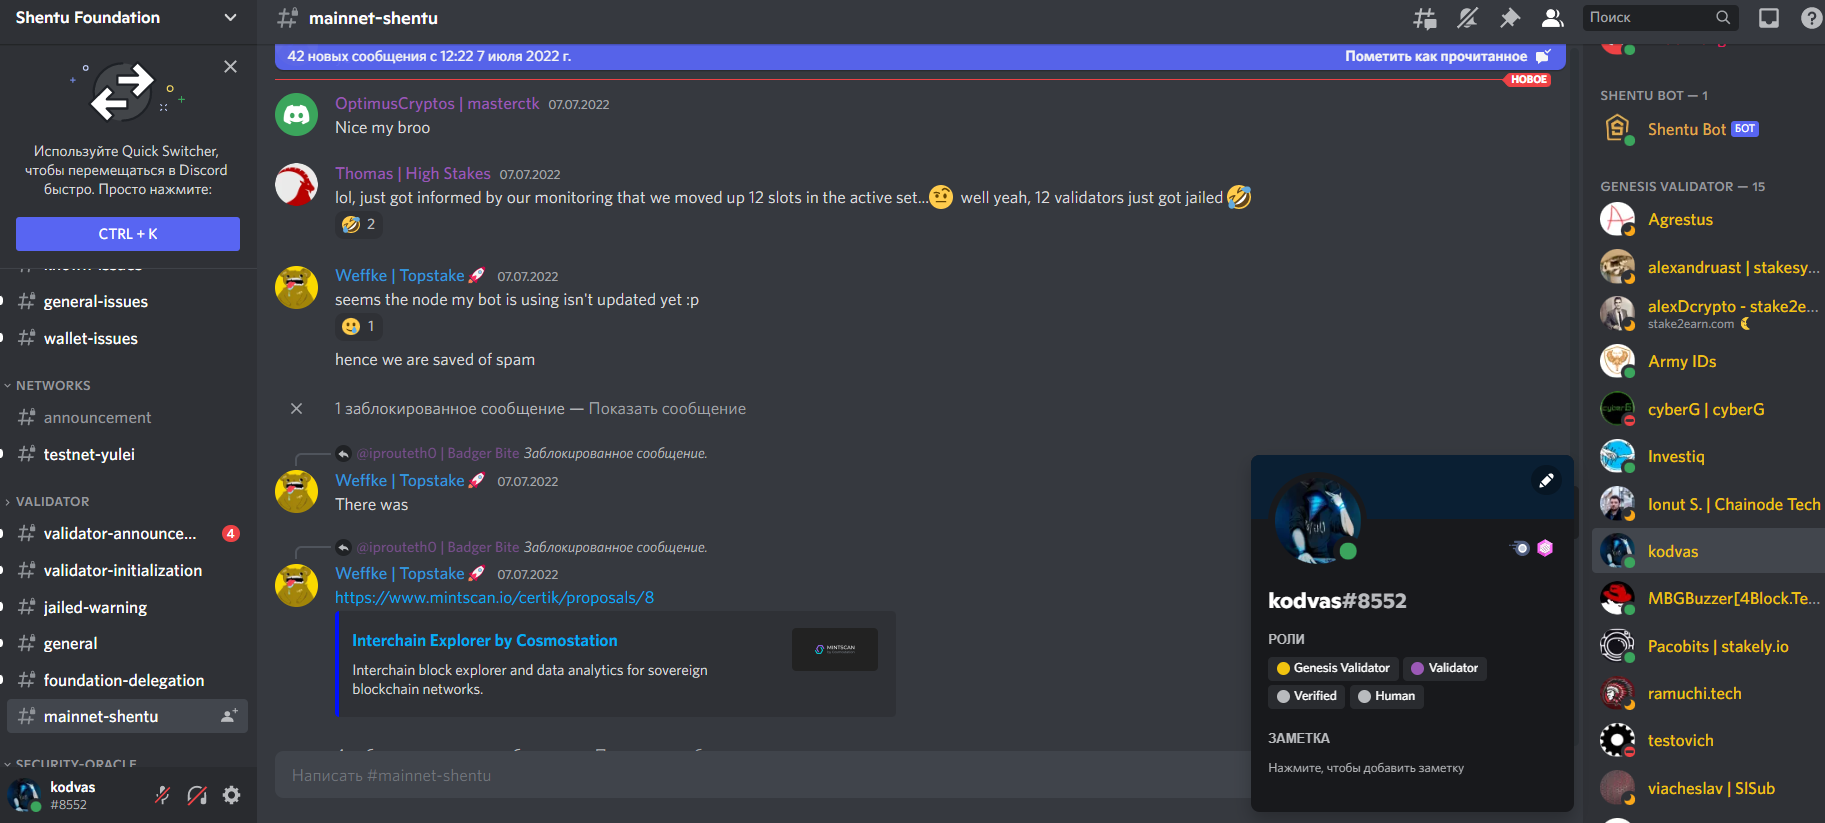 Shentu Foundation
Используйте Quick Switcher,
чтобы перемещаться в Discord
быстро. Просто нажмите:
CTRL + K
known-issues
general-issues
wallet-issues
NETWORKS
announcement
testnet-yulei
VALIDATOR
validator-announce... 4
validator-initialization
jailed-warning
general
foundation-delegation
mainnet-shentu
SECURITY-ORACLE
kodvas
#8552
mainnet-shentu
Поиск
42 новых сообщения с 12:22 7 июля 2022 г.
Пометить как прочитанное
НОВОЕ
OptimusCryptos | masterctk 07.07.2022
Nice my broo
Thomas | High Stakes 07.07.2022
lol, just got informed by our monitoring that we moved up 12 slots in the active set...🤨 well yeah, 12 validators just got jailed 🤣
🤣 2
Weffke | Topstake🚀 07.07.2022
seems the node my bot is using isn't updated yet :p
🥲 1
hence we are saved of spam
1 заблокированное сообщение — Показать сообщение
@iprouteth0 | Badger Bite Заблокированное сообщение.
Weffke | Topstake🚀 07.07.2022
There was
@iprouteth0 | Badger Bite Заблокированное сообщение.
Weffke | Topstake🚀 07.07.2022
https://www.mintscan.io/certik/proposals/8
Interchain Explorer by Cosmostation
MINTSCAN
Interchain block explorer and data analytics for sovereign
blockchain networks.
Написать #mainnet-shentu
kodvas#8552
РОЛИ
Genesis Validator
Validator
Verified
Human
ЗАМЕТКА
Нажмите, чтобы добавить заметку
SHENTU BOT — 1
Shentu Bot БОТ
GENESIS VALIDATOR — 15
Agrestus
alexandruast | stakesy...
alexDcrypto - stake2e...
stake2earn.com
Army IDs
cyberG | cyberG
Investiq
Ionut S. | Chainode Tech
kodvas
MBGBuzzer[4Block.Te...
Pacobits | stakely.io
ramuchi.tech
testovich
viacheslav | SISub